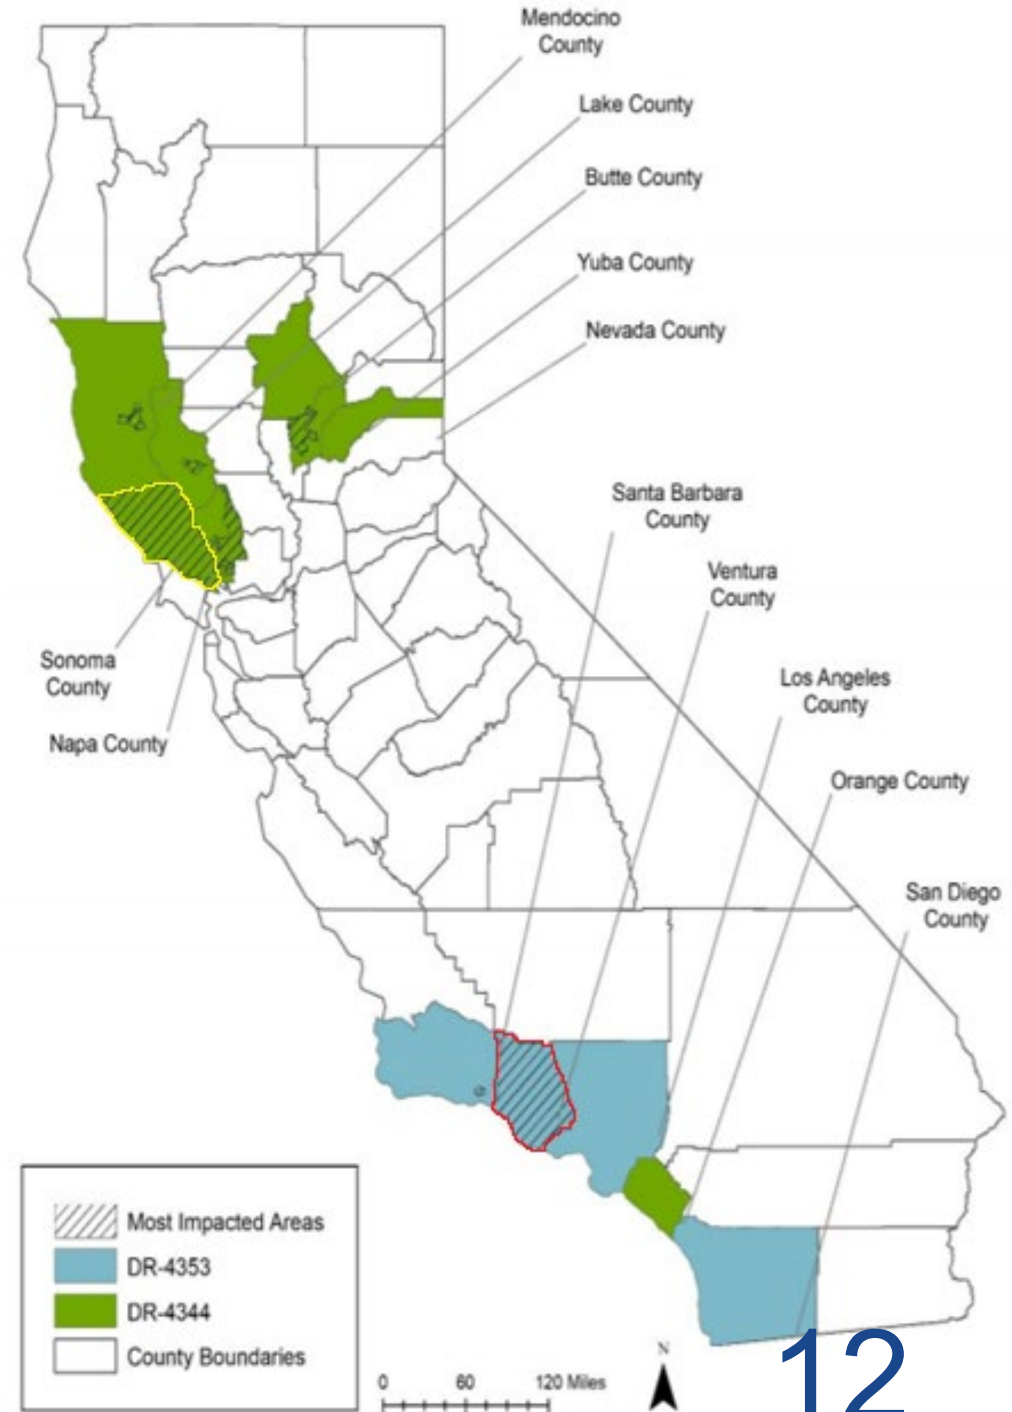 Mendocino
County
Lake County
Butte County
Yuba County
Nevada County
Santa Barbara
County
Ventura
County
Sonoma
County
Los Angeles
County
Napa County
Orange County
San Diego
County
Most Impacted Areas
DR-4353
DR-4344
County Boundaries
N
0 60 120 Miles
12